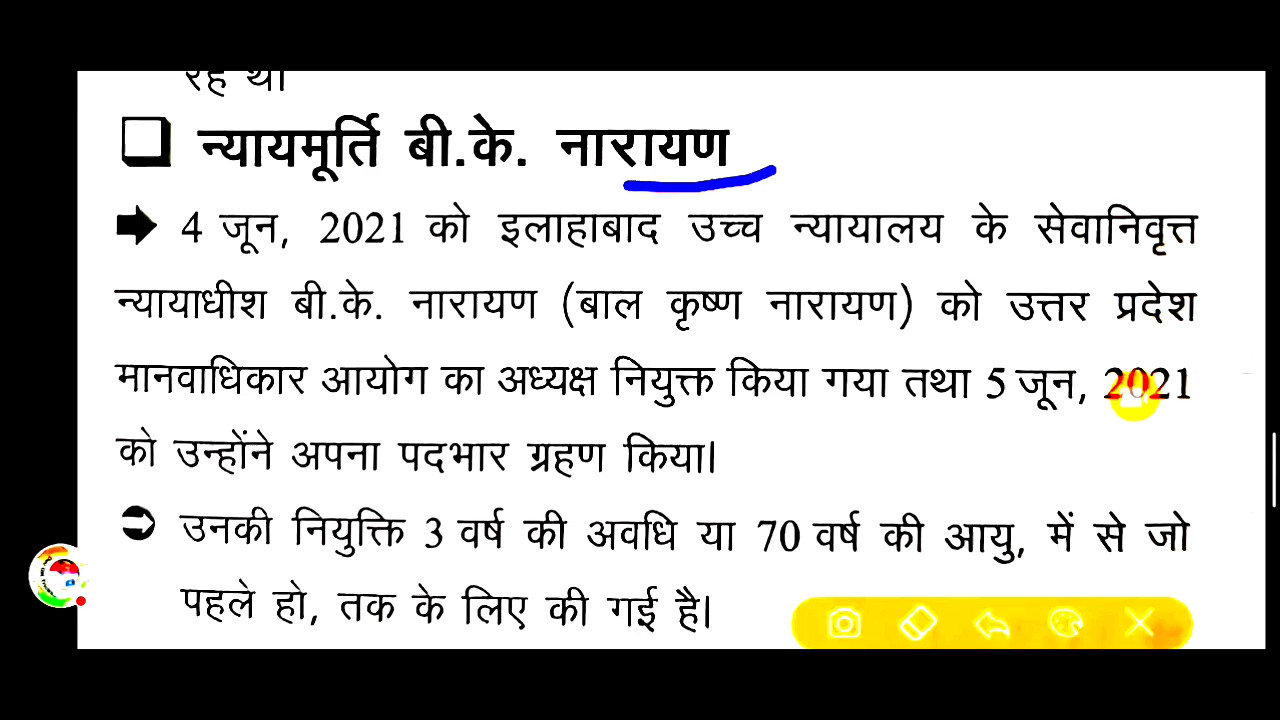 रहे थे।
न्यायमूर्ति बी.के. नारायण
4 जून, 2021 को इलाहाबाद उच्च न्यायालय के सेवानिवृत्त
न्यायाधीश बी.के. नारायण (बाल कृष्ण नारायण) को उत्तर प्रदेश
मानवाधिकार आयोग का अध्यक्ष नियुक्त किया गया तथा 5 जून, 2021
को उन्होंने अपना पदभार ग्रहण किया।
उनकी नियुक्ति 3 वर्ष की अवधि या 70 वर्ष की आयु, में से जो
पहले हो, तक के लिए की गई है।